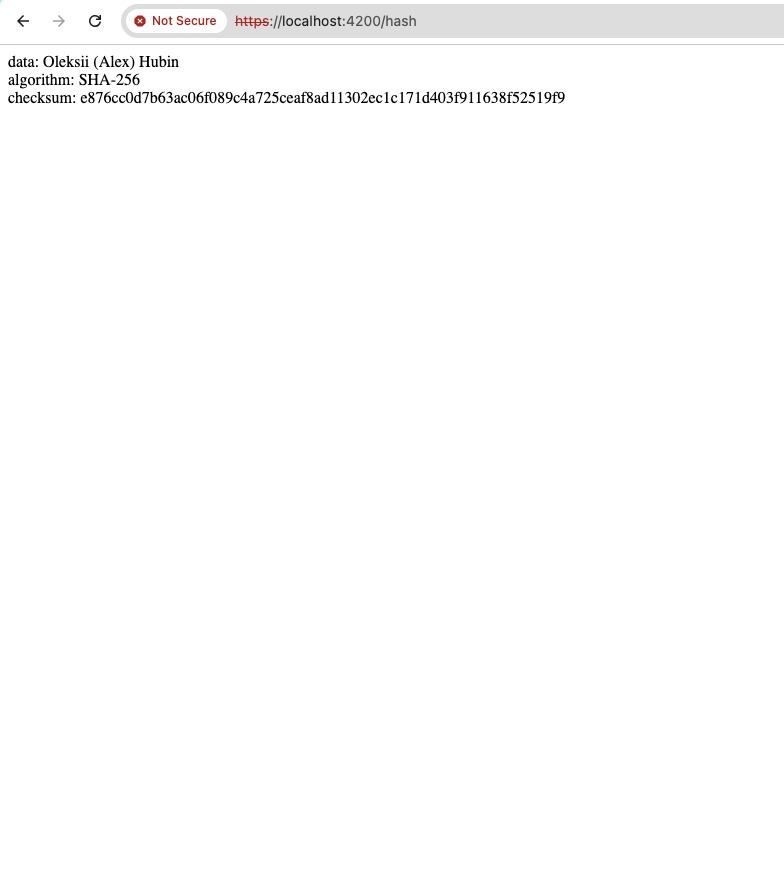 Not Secure https://localhost:4200/hash
data: Oleksii (Alex) Hubin
algorithm: SHA-256
checksum: e876cc0d7b63ac06f089c4a725ceaf8ad11302ec1c171d403f911638f52519f9